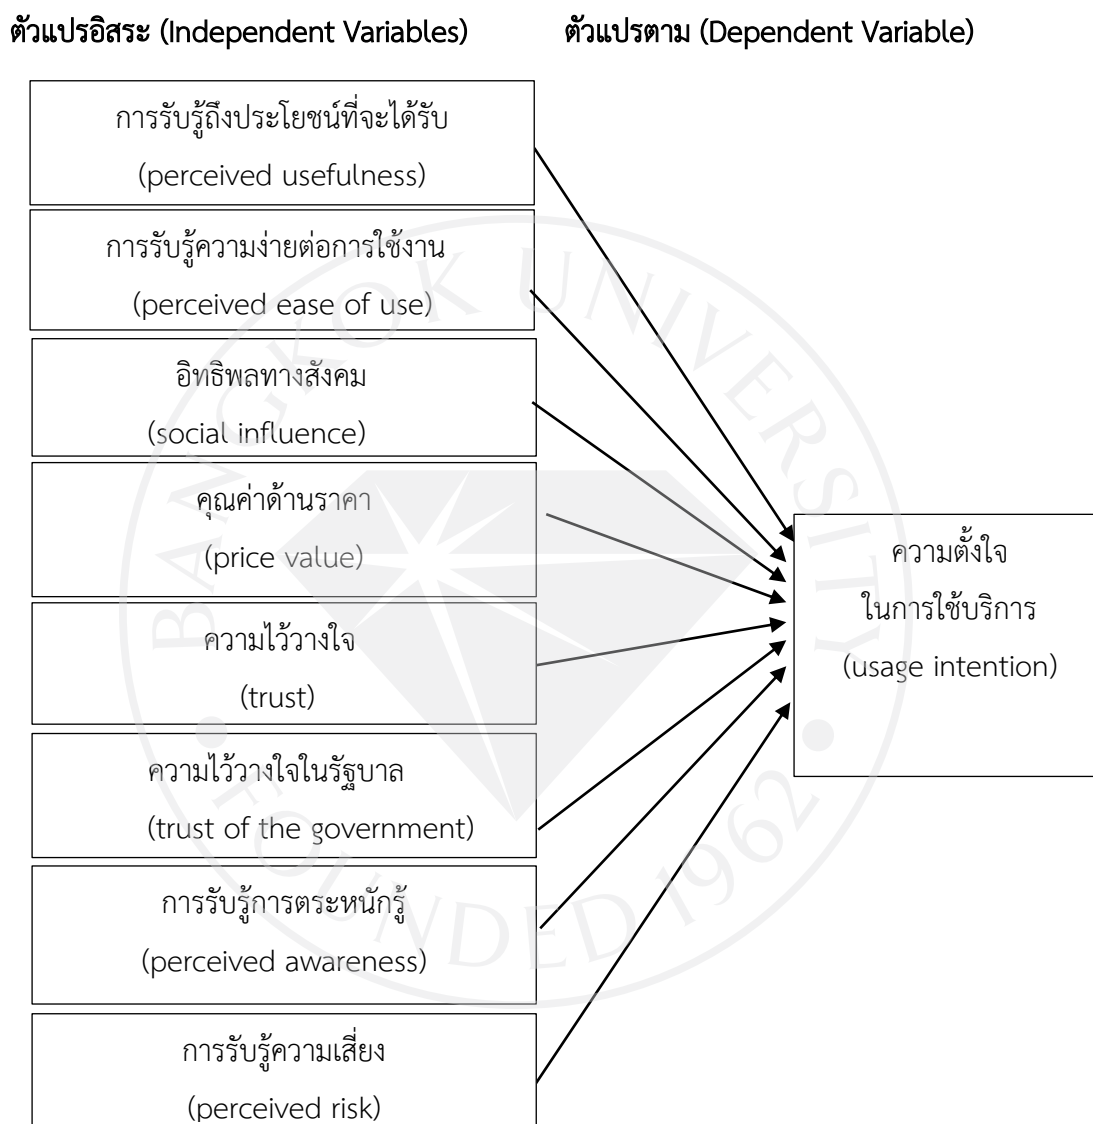 ตัวแปรอิสระ (Independent Variables)
ตัวแปรตาม (Dependent Variable)
การรับรู้ถึงประโยชน์ที่จะได้รับ
(perceived usefulness)
การรับรู้ความง่ายต่อการใช้งาน
(perceived ease of use)
อิทธิพลทางสังคม
(social influence)
คุณค่าด้านราคา
(price value)
ความไว้วางใจ
(trust)
ความไว้วางใจในรัฐบาล
(trust of the government)
การรับรู้การตระหนักรู้
(perceived awareness)
การรับรู้ความเสี่ยง
(perceived risk)
ความตั้งใจ
ในการใช้บริการ
(usage intention)
BANGKOK UNIVERSITY
FOUNDED 1962